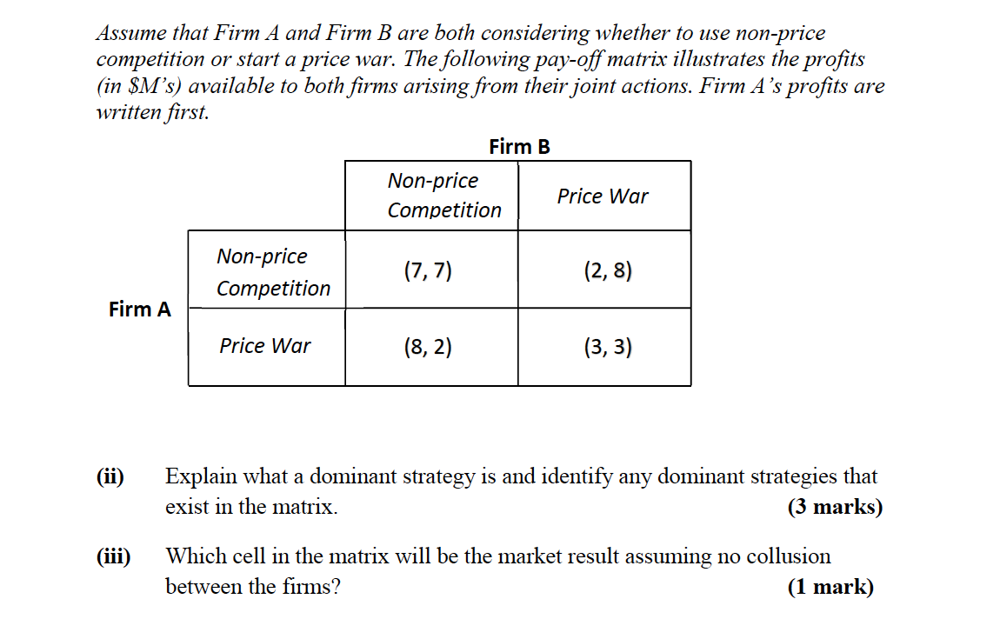 Assume that Firm A and Firm B are both considering whether to use non-price
competition or start a price war. The following pay-off matrix illustrates the profits
(in $M's) available to both firms arising from their joint actions. Firm A's profits are
written first.
Firm B
Non-price
Competition
Price War
Firm A
Non-price
Competition
(7, 7)
(2, 8)
Price War
(8, 2)
(3, 3)
(ii) Explain what a dominant strategy is and identify any dominant strategies that
exist in the matrix. (3 marks)
(iii) Which cell in the matrix will be the market result assuming no collusion
between the firms? (1 mark)